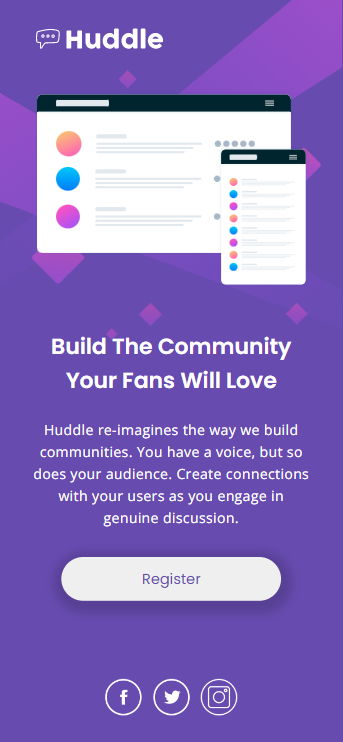 Huddle
Build The Community
Your Fans Will Love
Huddle re-imagines the way we build
communities. You have a voice, but so
does your audience. Create connections
with your users as you engage in
genuine discussion.
Register